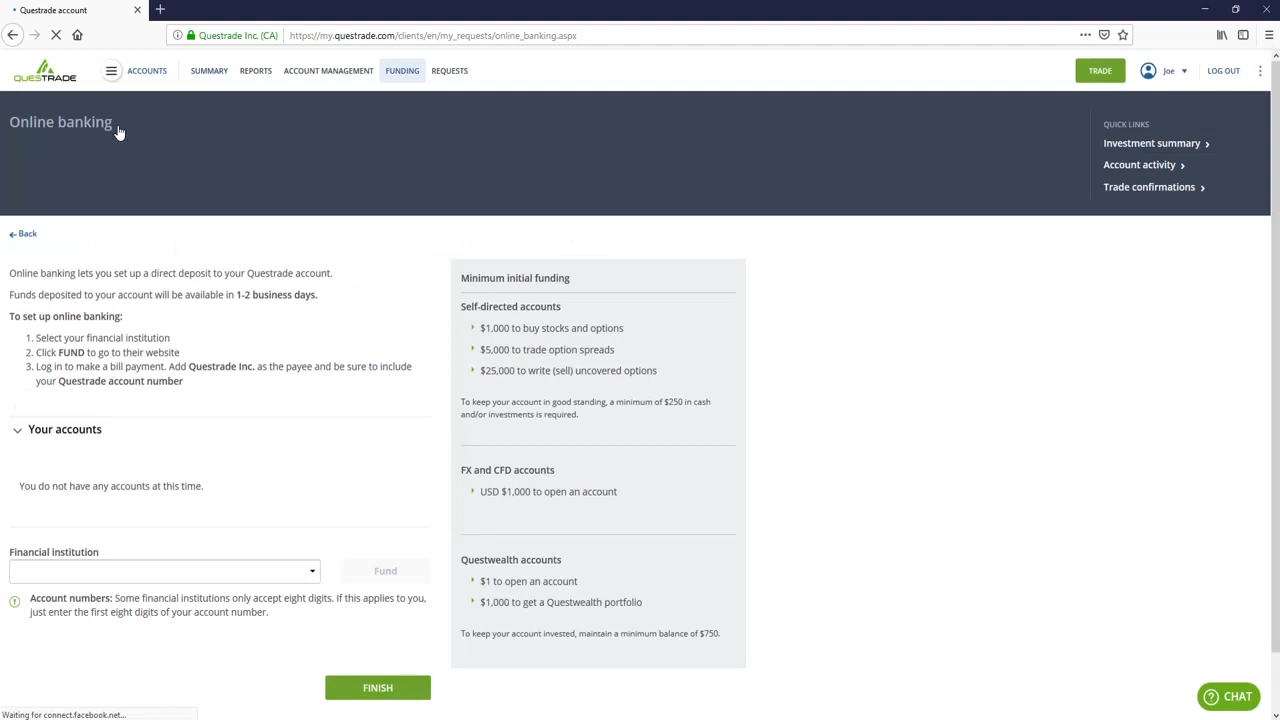 Questrade account
Questrade Inc. (CA)
https://my.questrade.com/clients/en/my_requests/online_banking.aspx
QUESTRADE
ACCOUNTS
SUMMARY
REPORTS
ACCOUNT MANAGEMENT
FUNDING
REQUESTS
TRADE
Joe
LOG OUT
Online banking
QUICK LINKS
Investment summary
Account activity
Trade confirmations
Back
Online banking lets you set up a direct deposit to your Questrade account.
Funds deposited to your account will be available in 1-2 business days.
To set up online banking:
1. Select your financial institution
2. Click FUND to go to their website
3. Log in to make a bill payment. Add Questrade Inc. as the payee and be sure to include
your Questrade account number
Your accounts
You do not have any accounts at this time.
Financial institution
Fund
Account numbers: Some financial institutions only accept eight digits. If this applies to you,
just enter the first eight digits of your account number.
FINISH
Minimum initial funding
Self-directed accounts
$1,000 to buy stocks and options
$5,000 to trade option spreads
$25,000 to write (sell) uncovered options
To keep your account in good standing, a minimum of $250 in cash
and/or investments is required.
FX and CFD accounts
USD $1,000 to open an account
Questwealth accounts
$1 to open an account
$1,000 to get a Questwealth portfolio
To keep your account invested, maintain a minimum balance of $750.
CHAT
Waiting for connect.facebook.net...